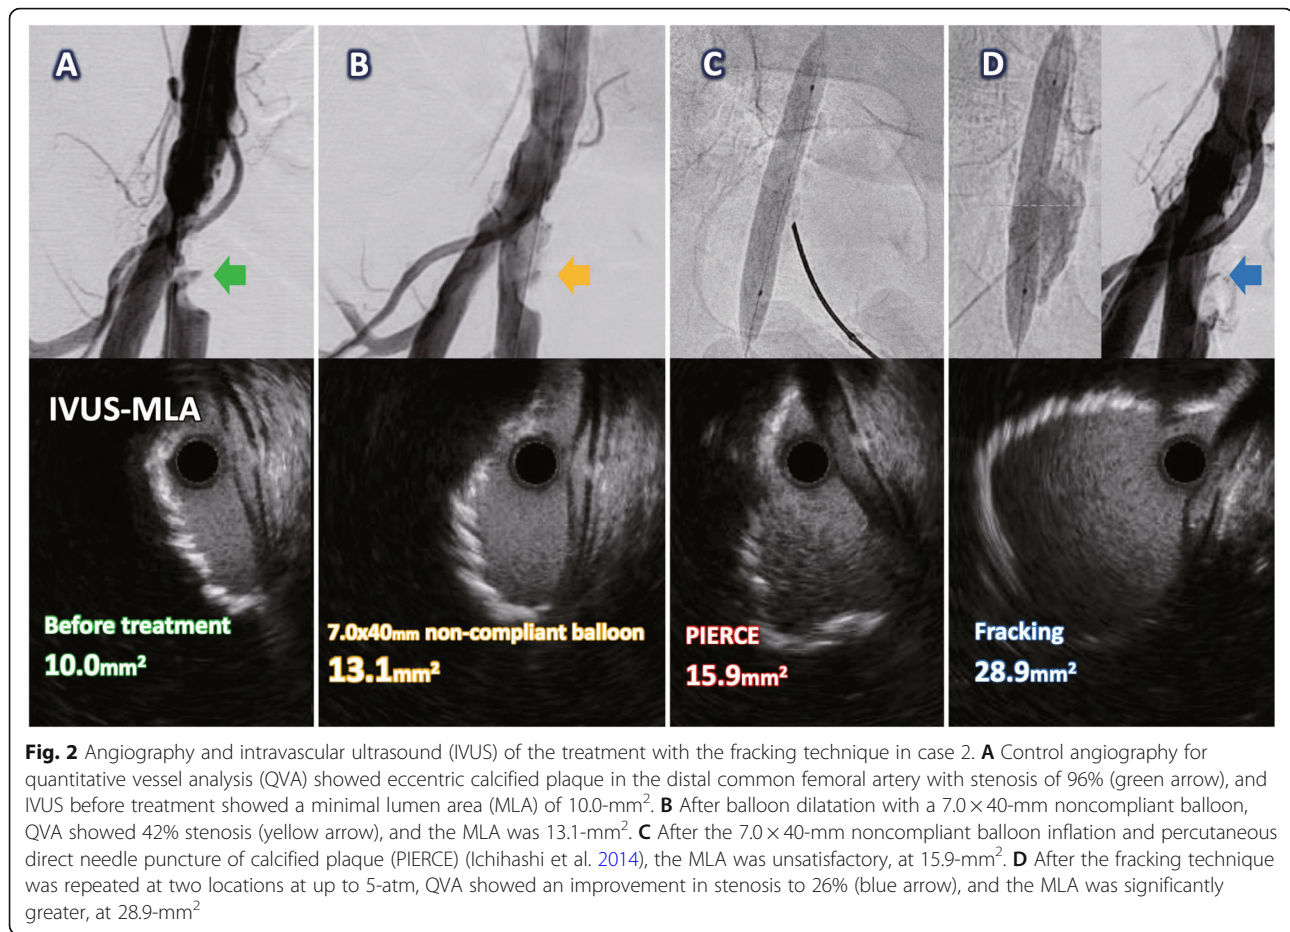 A
B
C
D
IVUS-MLA
Before treatment
10.0mm²
7.0x40mm non-compliant balloon
13.1mm²
PIERCE
15.9mm²
Fracking
28.9mm²
Fig. 2 Angiography and intravascular ultrasound (IVUS) of the treatment with the fracking technique in case 2. A Control angiography for
quantitative vessel analysis (QVA) showed eccentric calcified plaque in the distal common femoral artery with stenosis of 96% (green arrow), and
IVUS before treatment showed a minimal lumen area (MLA) of 10.0-mm². B After balloon dilatation with a 7.0 × 40-mm noncompliant balloon,
QVA showed 42% stenosis (yellow arrow), and the MLA was 13.1-mm². C After the 7.0 × 40-mm noncompliant balloon inflation and percutaneous
direct needle puncture of calcified plaque (PIERCE) (Ichihashi et al. 2014), the MLA was unsatisfactory, at 15.9-mm². D After the fracking technique
was repeated at two locations at up to 5-atm, QVA showed an improvement in stenosis to 26% (blue arrow), and the MLA was significantly
greater, at 28.9-mm²